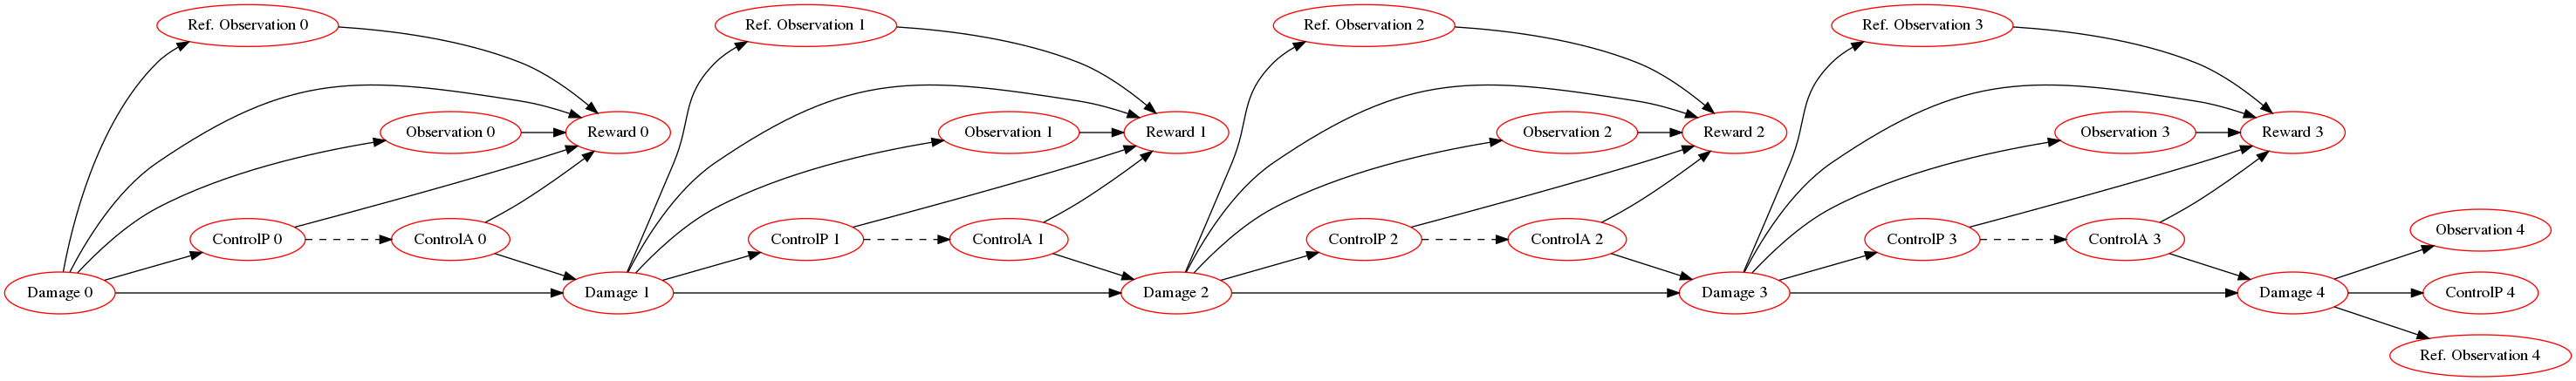 Ref. Observation 0
Ref. Observation 1
Ref. Observation 2
Ref. Observation 3
Observation 0
Reward 0
Observation 1
Reward 1
Observation 2
Reward 2
Observation 3
Reward 3
ControlP 0
ControlA 0
ControlP 1
ControlA 1
ControlP 2
ControlA 2
ControlP 3
ControlA 3
Observation 4
Damage 0
Damage 1
Damage 2
Damage 3
Damage 4
ControlP 4
Ref. Observation 4